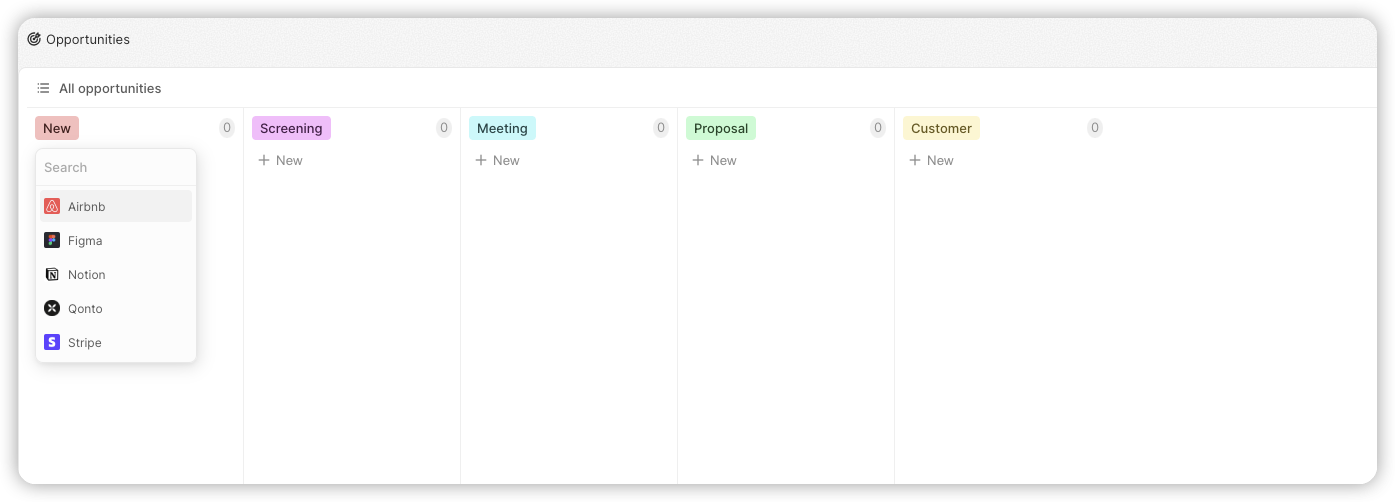 Opportunities
All opportunities
New 0 Screening 0 Meeting 0 Proposal 0 Customer 0
Search
+ New + New + New + New
Airbnb
Figma
Notion
Qonto
Stripe